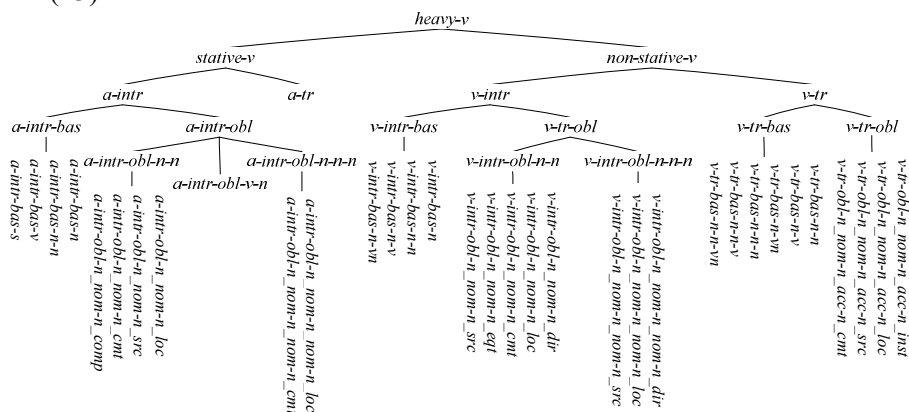 heavy-v
stative-v non-stative-v
a-intr a-tr v-intr v-tr
a-intr-bas a-intr-obl v-intr-bas v-tr-obl v-tr-bas v-tr-obl
a-intr-obl-n-n a-intr-obl-v-n a-intr-obl-n-n-n v-intr-obl-n-n v-intr-obl-n-n-n
a-intr-bas-s
a-intr-bas-v
a-intr-bas-n-n
a-intr-bas-n
a-intr-obl-n_nom-n_comp
a-intr-obl-n_nom-n_cmt
a-intr-obl-n_nom-n_src
a-intr-obl-n_nom-n_loc
a-intr-obl-n_nom-n_nom-n_cmt
a-intr-obl-n_nom-n_nom-n_loc
v-intr-bas-n-vn
v-intr-bas-n-v
v-intr-bas-n-n
v-intr-bas-n
v-intr-obl-n_nom-n_src
v-intr-obl-n_nom-n_eqt
v-intr-obl-n_nom-n_cmt
v-intr-obl-n_nom-n_loc
v-intr-obl-n_nom-n_dir
v-intr-obl-n_nom-n_nom-n_src
v-intr-obl-n_nom-n_nom-n_loc
v-intr-obl-n_nom-n_nom-n_dir
v-tr-bas-n-n-vn
v-tr-bas-n-n-v
v-tr-bas-n-n-n
v-tr-bas-n-vn
v-tr-bas-n-v
v-tr-bas-n-n
v-tr-obl-n_nom-n_acc-n_cmt
v-tr-obl-n_nom-n_acc-n_src
v-tr-obl-n_nom-n_acc-n_loc
v-tr-obl-n_nom-n_acc-n_inst